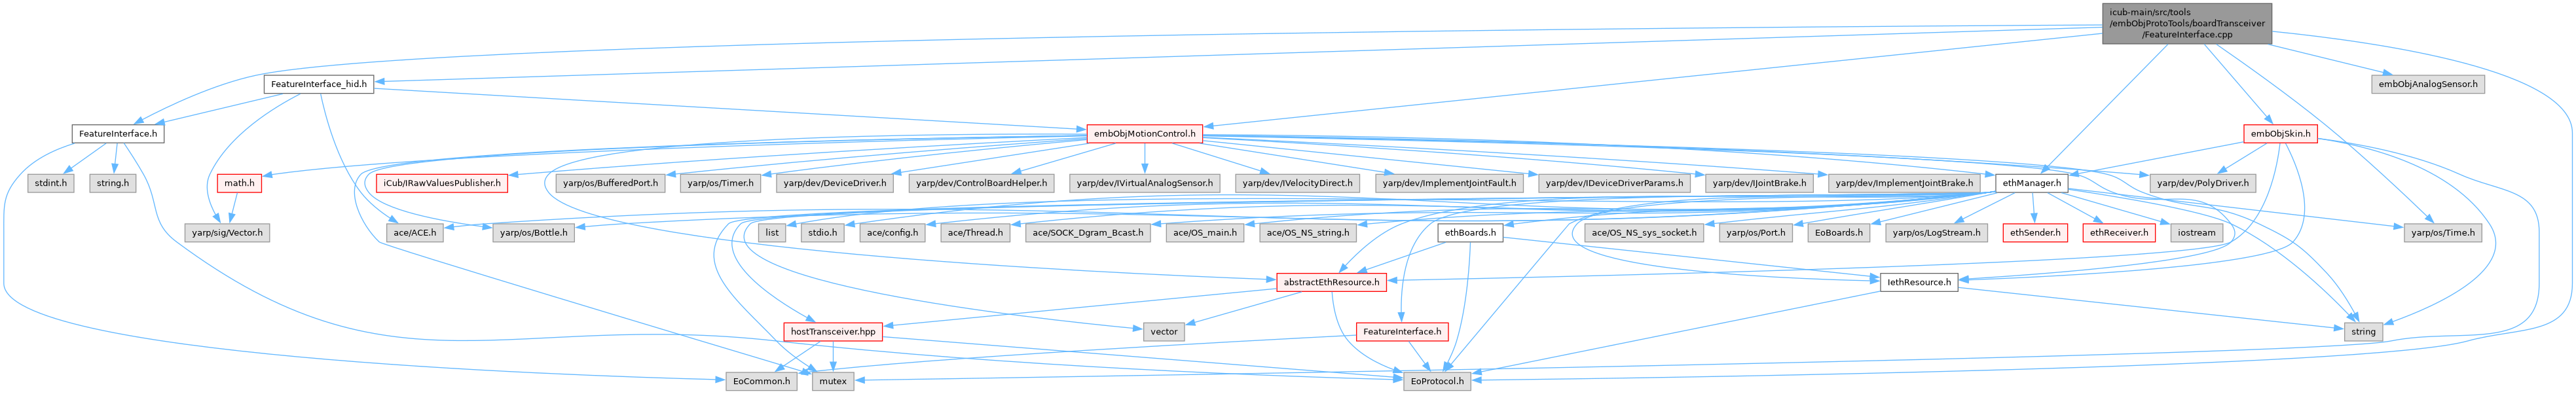 icub-main/src/tools
/embObjProtoTools/boardTransceiver
/FeatureInterface.cpp
FeatureInterface_hid.h
embObjAnalogSensor.h
FeatureInterface.h
embObjMotionControl.h
embObjSkin.h
stdint.h
string.h
math.h
iCub/IRawValuesPublisher.h
yarp/os/BufferedPort.h
yarp/os/Timer.h
yarp/dev/DeviceDriver.h
yarp/dev/ControlBoardHelper.h
yarp/dev/IVirtualAnalogSensor.h
yarp/dev/IVelocityDirect.h
yarp/dev/ImplementJointFault.h
yarp/dev/IDeviceDriverParams.h
yarp/dev/IJointBrake.h
yarp/dev/ImplementJointBrake.h
ethManager.h
yarp/dev/PolyDriver.h
yarp/sig/Vector.h
ace/ACE.h
yarp/os/Bottle.h
list
stdio.h
ace/config.h
ace/Thread.h
ace/SOCK_Dgram_Bcast.h
ace/OS_main.h
ace/OS_NS_string.h
ethBoards.h
ace/OS_NS_sys_socket.h
yarp/os/Port.h
EoBoards.h
yarp/os/LogStream.h
ethSender.h
ethReceiver.h
iostream
yarp/os/Time.h
abstractEthResource.h
IethResource.h
hostTransceiver.hpp
vector
FeatureInterface.h
string
EoCommon.h
mutex
EoProtocol.h